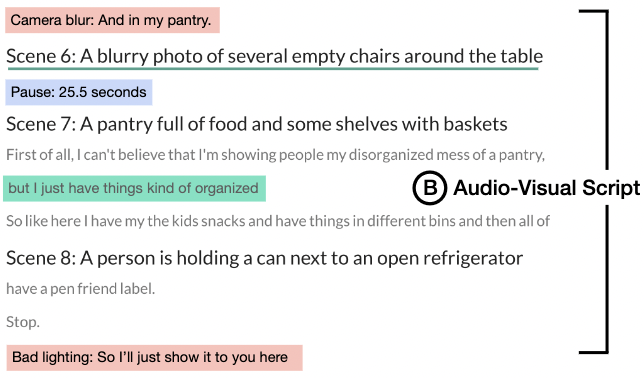 Camera blur: And in my pantry.
Scene 6: A blurry photo of several empty chairs around the table
Pause: 25.5 seconds
Scene 7: A pantry full of food and some shelves with baskets
First of all, I can't believe that I'm showing people my disorganized mess of a pantry,
but I just have things kind of organized
B Audio-Visual Script
So like here I have my the kids snacks and have things in different bins and then all of
Scene 8: A person is holding a can next to an open refrigerator
have a pen friend label.
Stop.
Bad lighting: So I'll just show it to you here